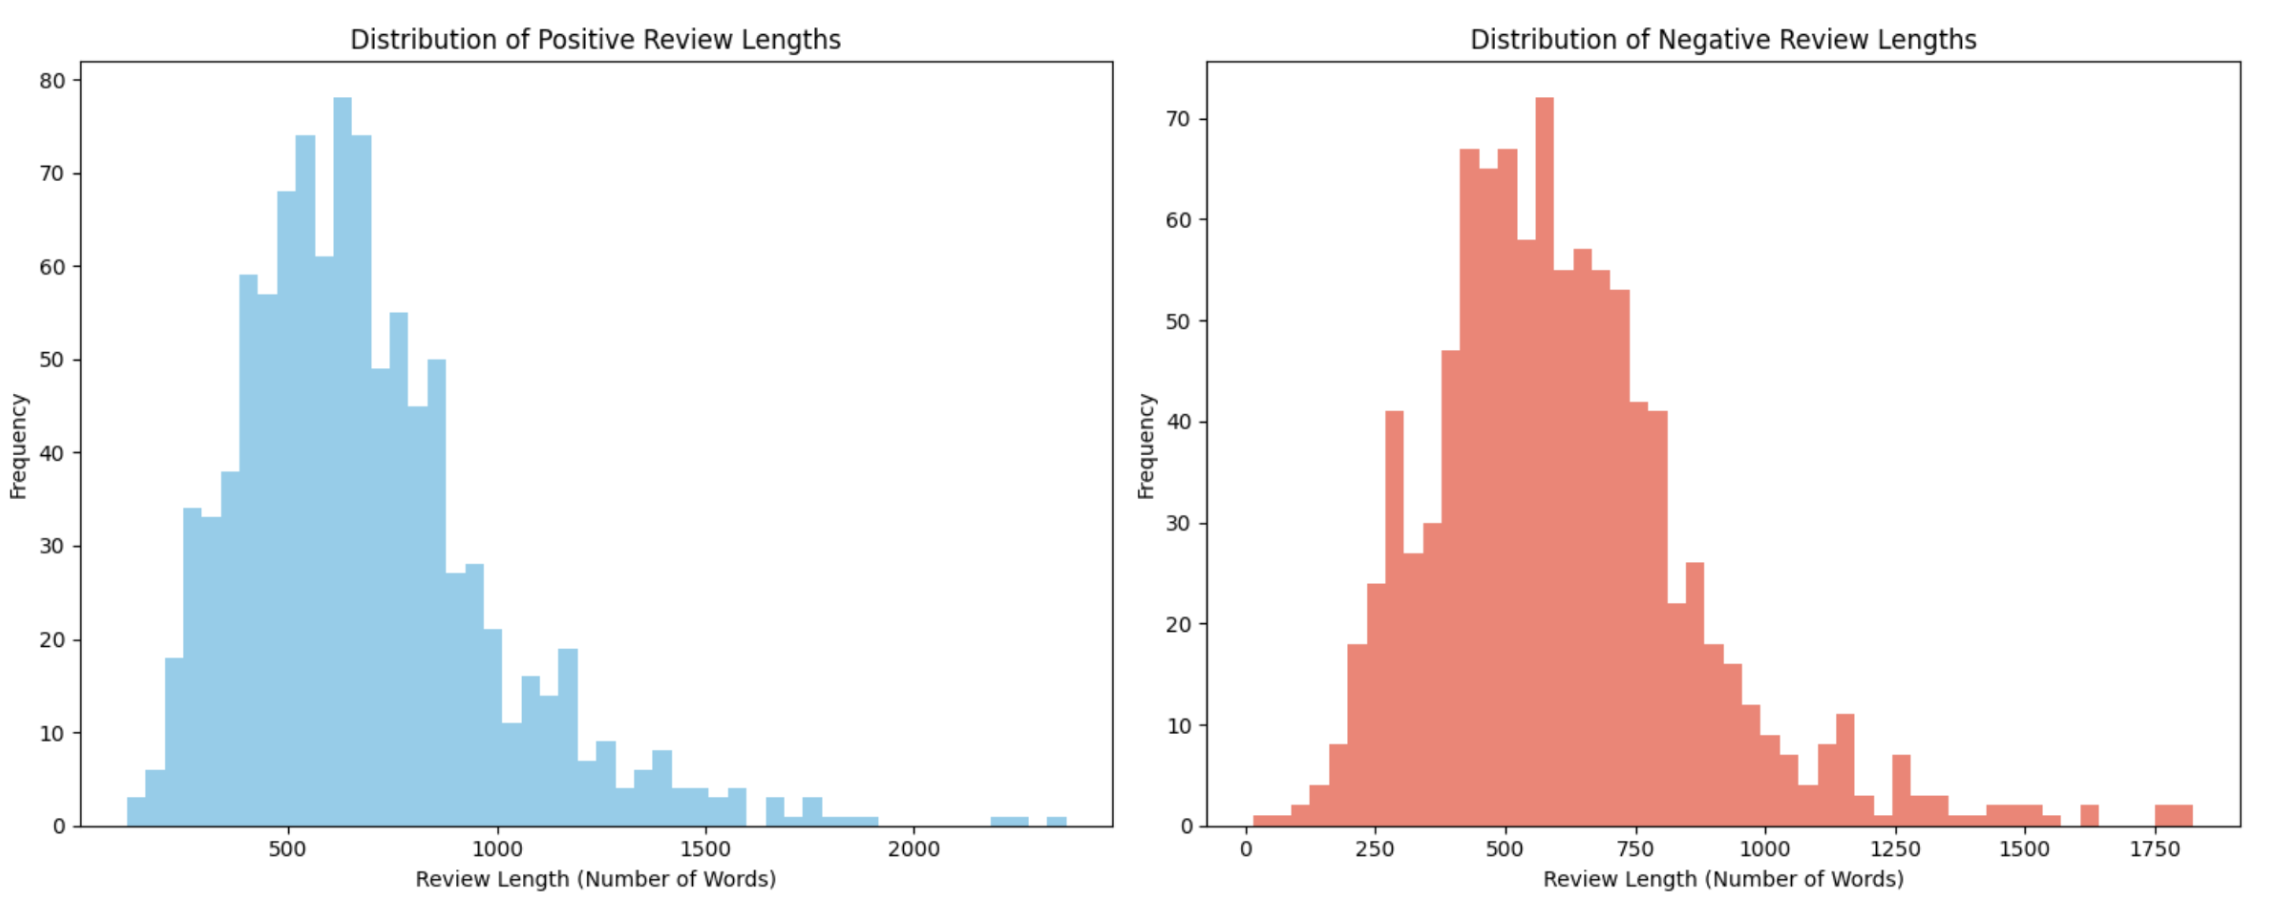 Distribution of Positive Review Lengths
80
70
60
50
40
30
20
10
0
Frequency
500 1000 1500 2000
Review Length (Number of Words)
Distribution of Negative Review Lengths
70
60
50
40
30
20
10
0
Frequency
0 250 500 750 1000 1250 1500 1750
Review Length (Number of Words)